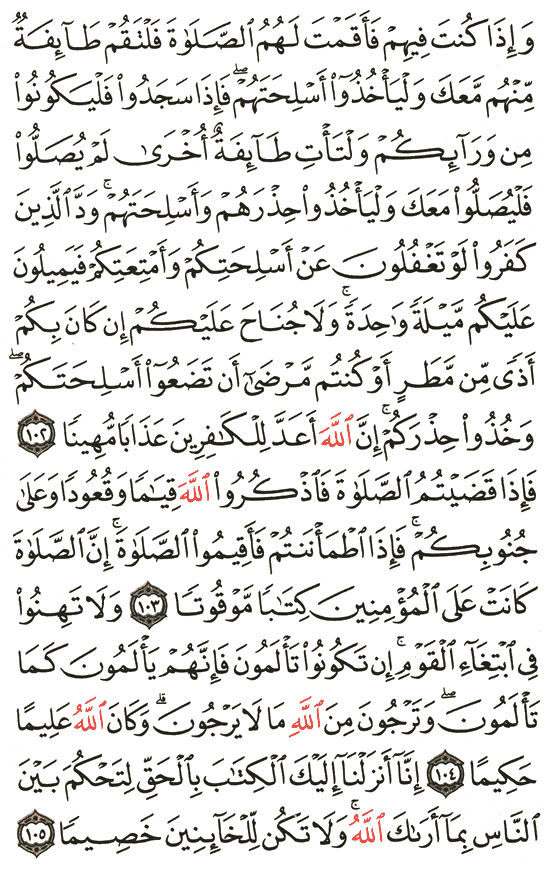 وَإِذَا كُنتَ فِيهِمۡ فَأَقَمۡتَ لَهُمُ ٱلصَّلَوٰةَ فَلۡتَقُمۡ طَآئِفَةٞ
مِّنۡهُم مَّعَكَ وَلۡيَأۡخُذُوٓاْ أَسۡلِحَتَهُمۡۖ فَإِذَا سَجَدُواْ فَلۡيَكُونُواْ
مِن وَرَآئِكُمۡ وَلۡتَأۡتِ طَآئِفَةٌ أُخۡرَىٰ لَمۡ يُصَلُّواْ
فَلۡيُصَلُّواْ مَعَكَ وَلۡيَأۡخُذُواْ حِذۡرَهُمۡ وَأَسۡلِحَتَهُمۡۗ وَدَّ ٱلَّذِينَ
كَفَرُواْ لَوۡ تَغۡفُلُونَ عَنۡ أَسۡلِحَتِكُمۡ وَأَمۡتِعَتِكُمۡ فَيَمِيلُونَ
عَلَيۡكُم مَّيۡلَةٗ وَٰحِدَةٗۚ وَلَا جُنَاحَ عَلَيۡكُمۡ إِن كَانَ بِكُمۡ
أَذٗى مِّن مَّطَرٍ أَوۡ كُنتُم مَّرۡضَىٰٓ أَن تَضَعُوٓاْ أَسۡلِحَتَكُمۡۖ
وَخُذُواْ حِذۡرَكُمۡۗ إِنَّ ٱللَّهَ أَعَدَّ لِلۡكَٰفِرِينَ عَذَابٗا مُّهِينٗا ١٠٢
فَإِذَا قَضَيۡتُمُ ٱلصَّلَوٰةَ فَٱذۡكُرُواْ ٱللَّهَ قِيَٰمٗا وَقُعُودٗا وَعَلَىٰ
جُنُوبِكُمۡۚ فَإِذَا ٱطۡمَأۡنَنتُمۡ فَأَقِيمُواْ ٱلصَّلَوٰةَۚ إِنَّ ٱلصَّلَوٰةَ
كَانَتۡ عَلَى ٱلۡمُؤۡمِنِينَ كِتَٰبٗا مَّوۡقُوتٗا ١٠٣ وَلَا تَهِنُواْ
فِي ٱبۡتِغَآءِ ٱلۡقَوۡمِۖ إِن تَكُونُواْ تَأۡلَمُونَ فَإِنَّهُمۡ يَأۡلَمُونَ كَمَا
تَأۡلَمُونَۖ وَتَرۡجُونَ مِنَ ٱللَّهِ مَا لَا يَرۡجُونَۗ وَكَانَ ٱللَّهُ عَلِيمًا
حَكِيمًا ١٠٤ إِنَّآ أَنزَلۡنَآ إِلَيۡكَ ٱلۡكِتَٰبَ بِٱلۡحَقِّ لِتَحۡكُمَ بَيۡنَ
ٱلنَّاسِ بِمَآ أَرَىٰكَ ٱللَّهُۚ وَلَا تَكُن لِّلۡخَآئِنِينَ خَصِيمٗا ١٠٥